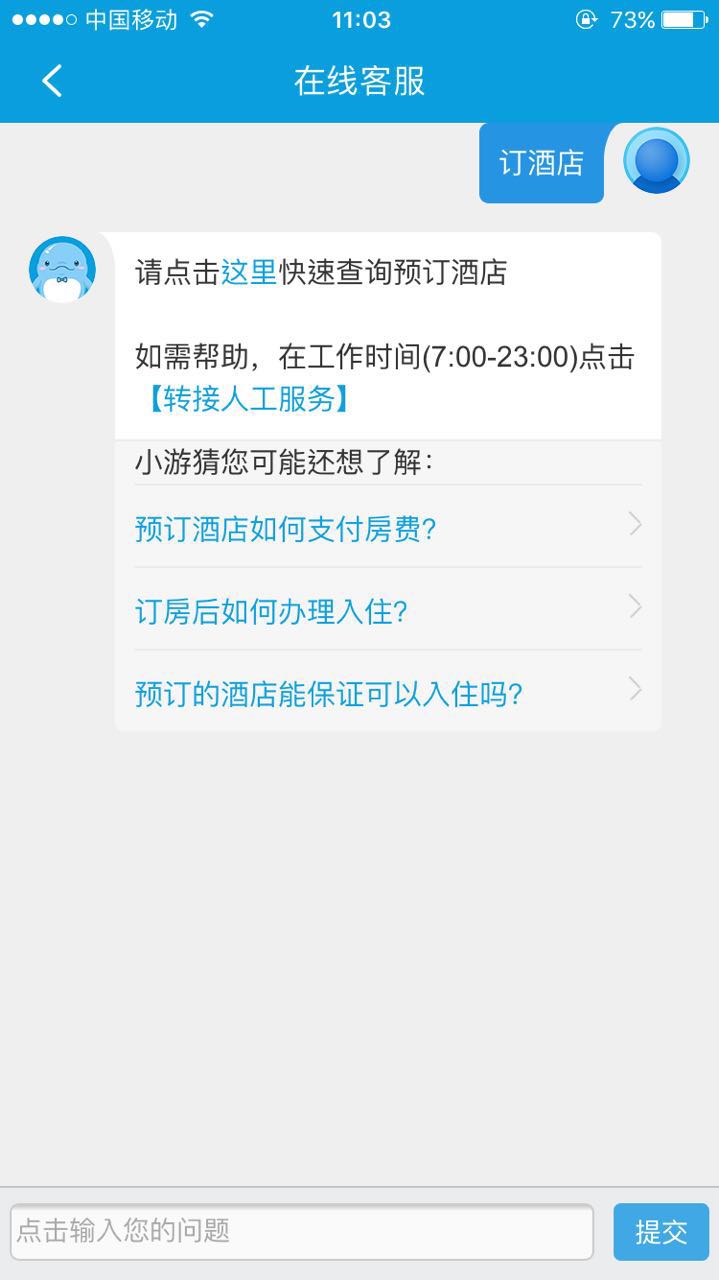 中国移动 11:03 73%
在线客服
订酒店
请点击这里快速查询预订酒店
如需帮助，在工作时间(7:00-23:00)点击
【转接人工服务】
小游猜您可能还想了解：
预订酒店如何支付房费?
订房后如何办理入住?
预订的酒店能保证可以入住吗?
点击输入您的问题
提交